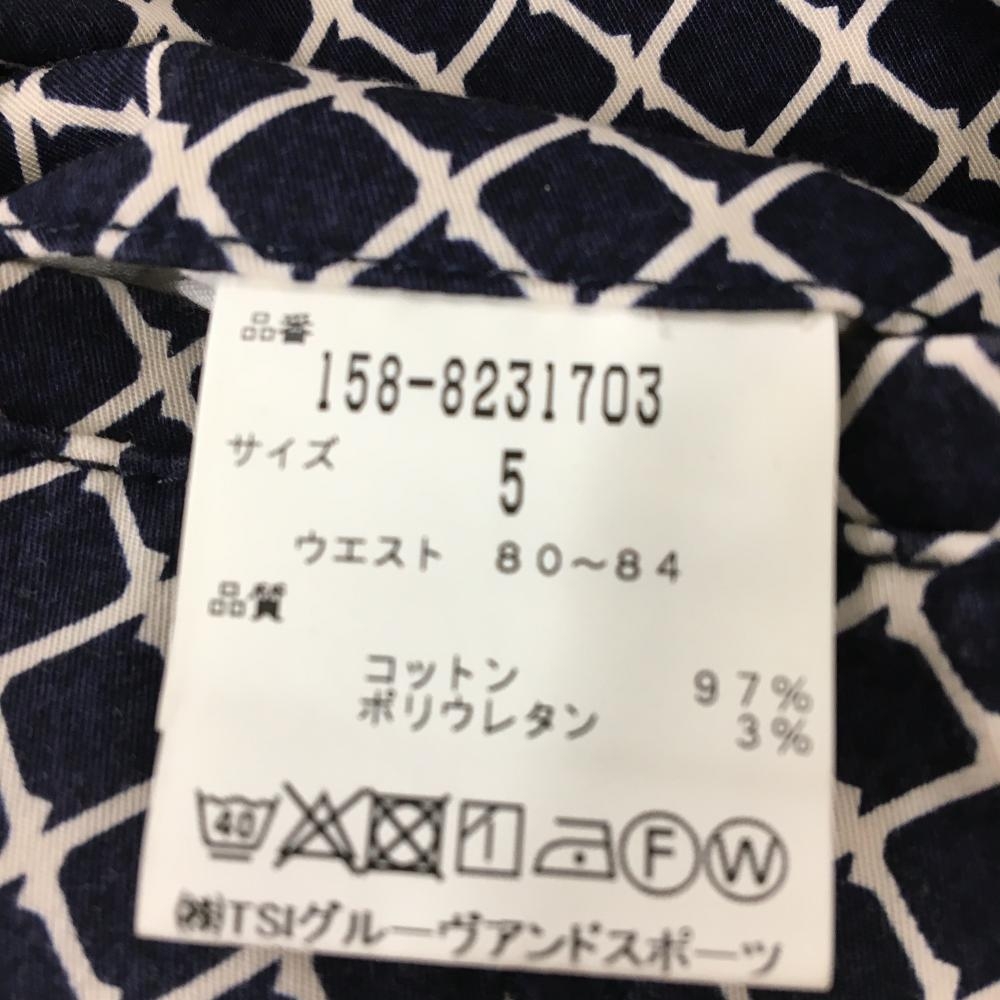 品番
158-8231703
サイズ 5
ウエスト 80～84
品質
コットン 97%
ポリウレタン 3%
40 F W
㈱TSIグルーヴアンドスポーツ